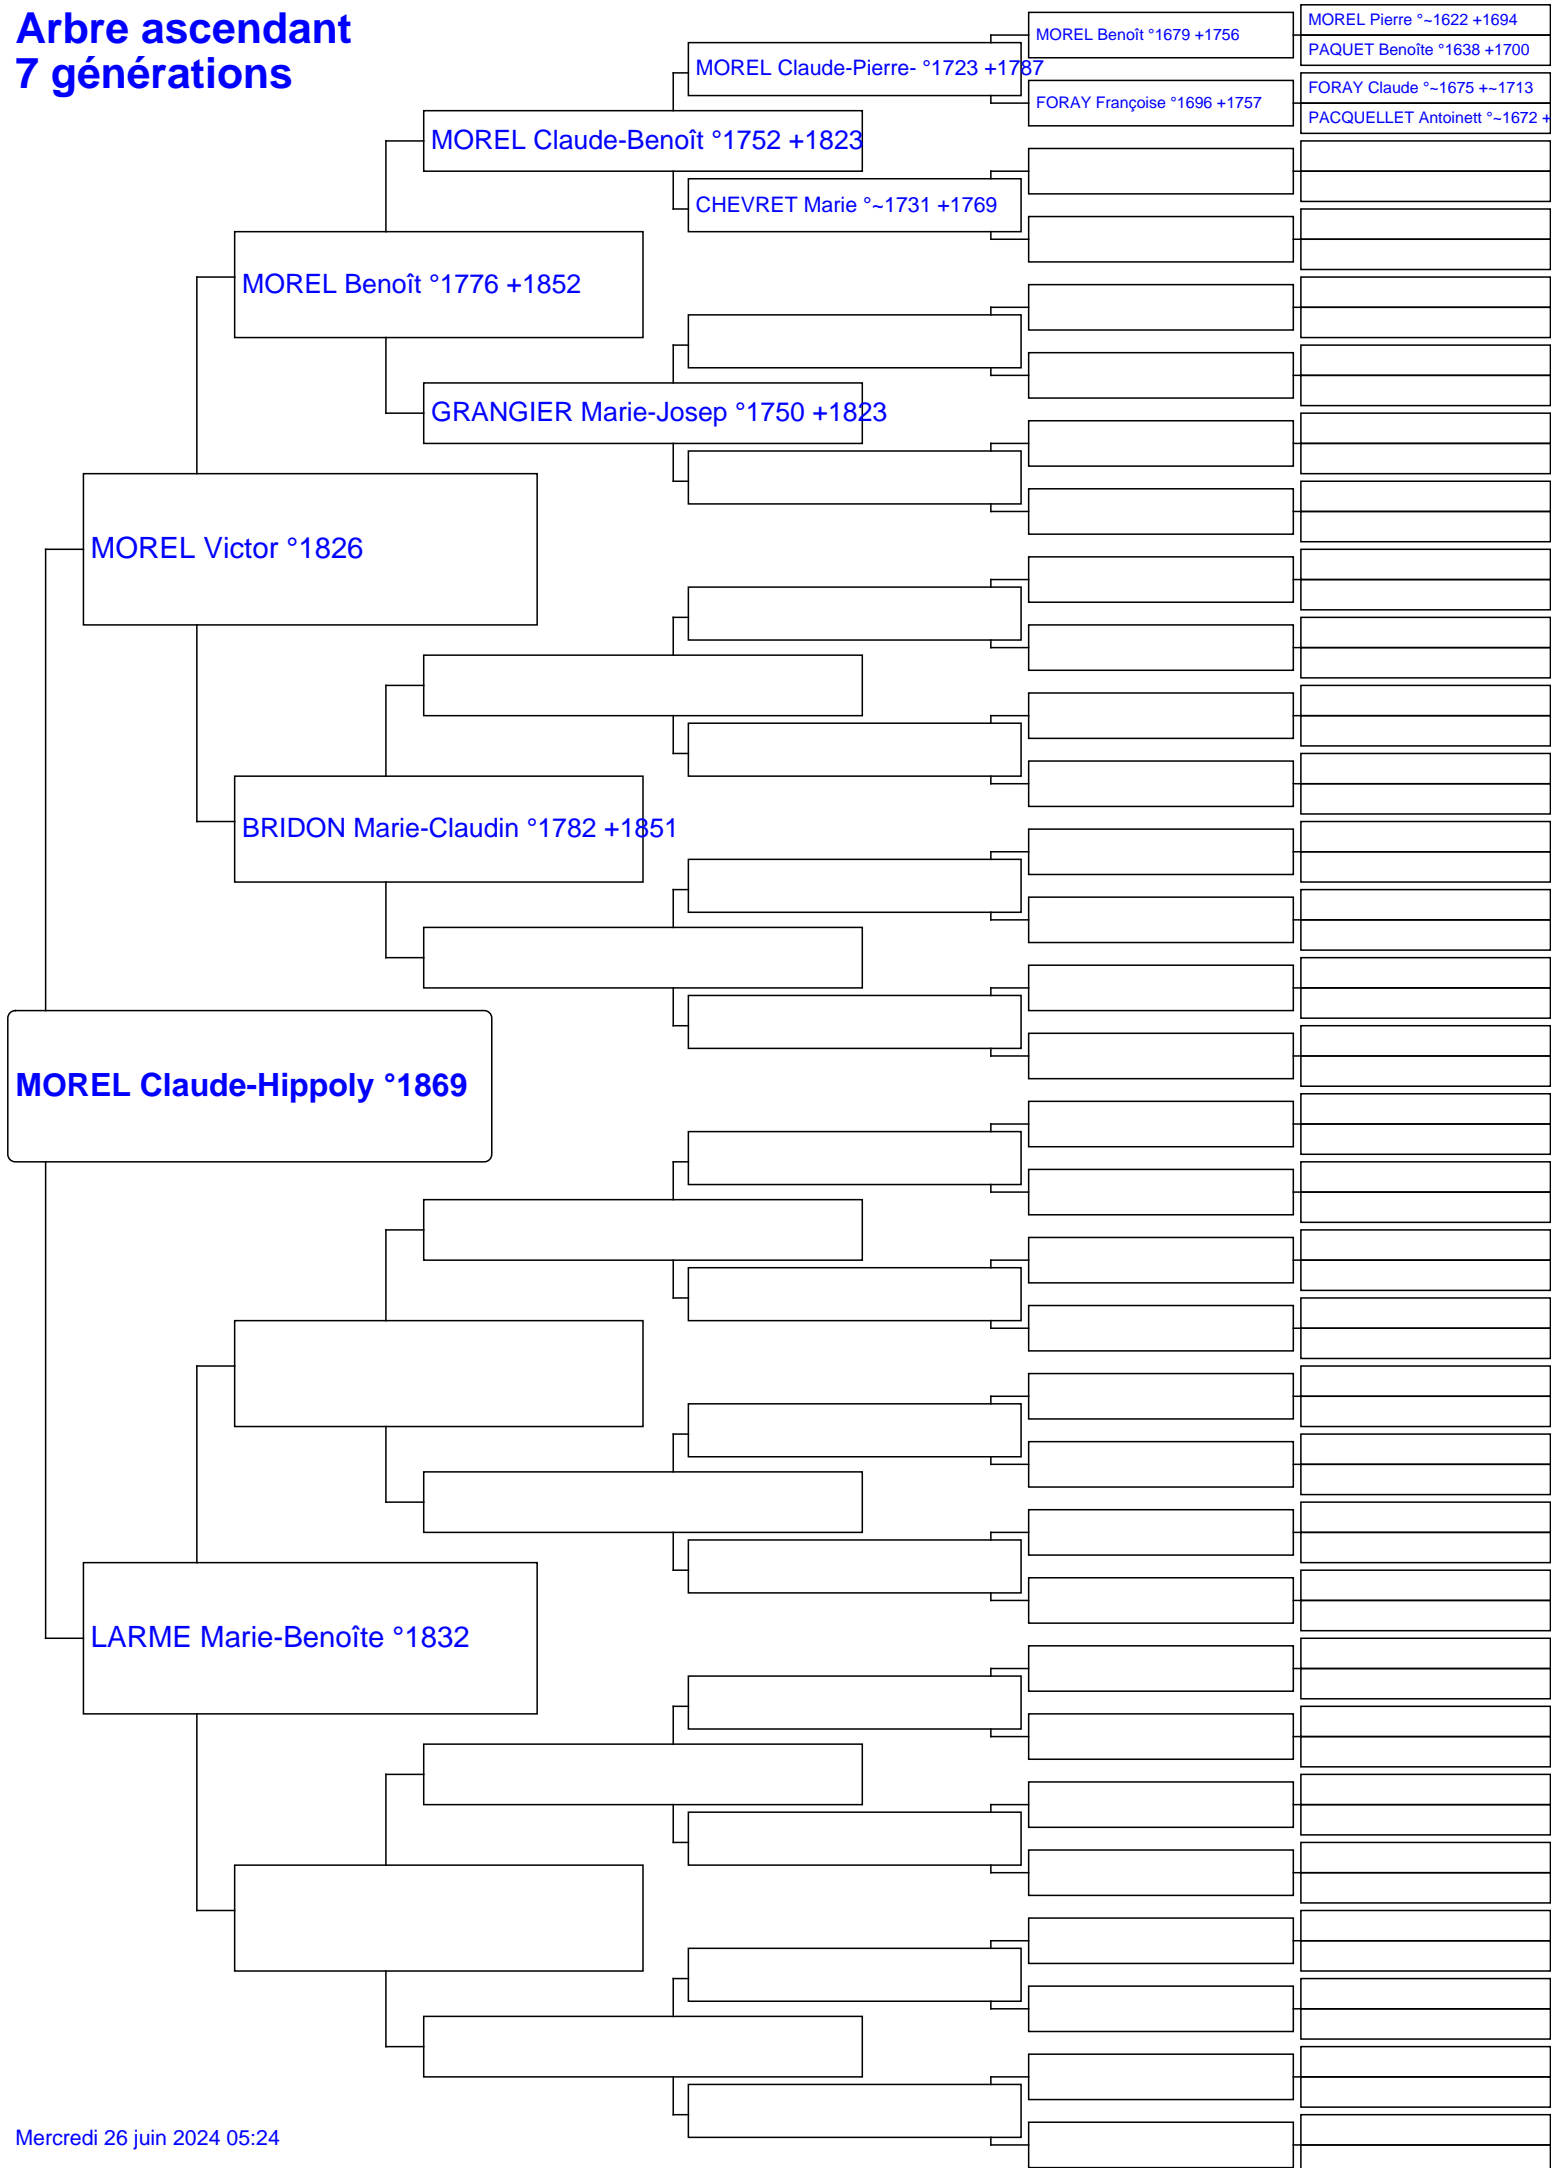 Arbre ascendant
7 générations
MOREL Pierre °~1622 +1694
MOREL Benoît °1679 +1756
PAQUET Benoîte °1638 +1700
MOREL Claude-Pierre- °1723 +1787
FORAY Claude °~1675 +~1713
FORAY Françoise °1696 +1757
PACQUELLET Antoinett °~1672 +
MOREL Claude-Benoît °1752 +1823
CHEVRET Marie °~1731 +1769
MOREL Benoît °1776 +1852
GRANGIER Marie-Josep °1750 +1823
MOREL Victor °1826
BRIDON Marie-Claudin °1782 +1851
MOREL Claude-Hippoly °1869
LARME Marie-Benoîte °1832
Mercredi 26 juin 2024 05:24